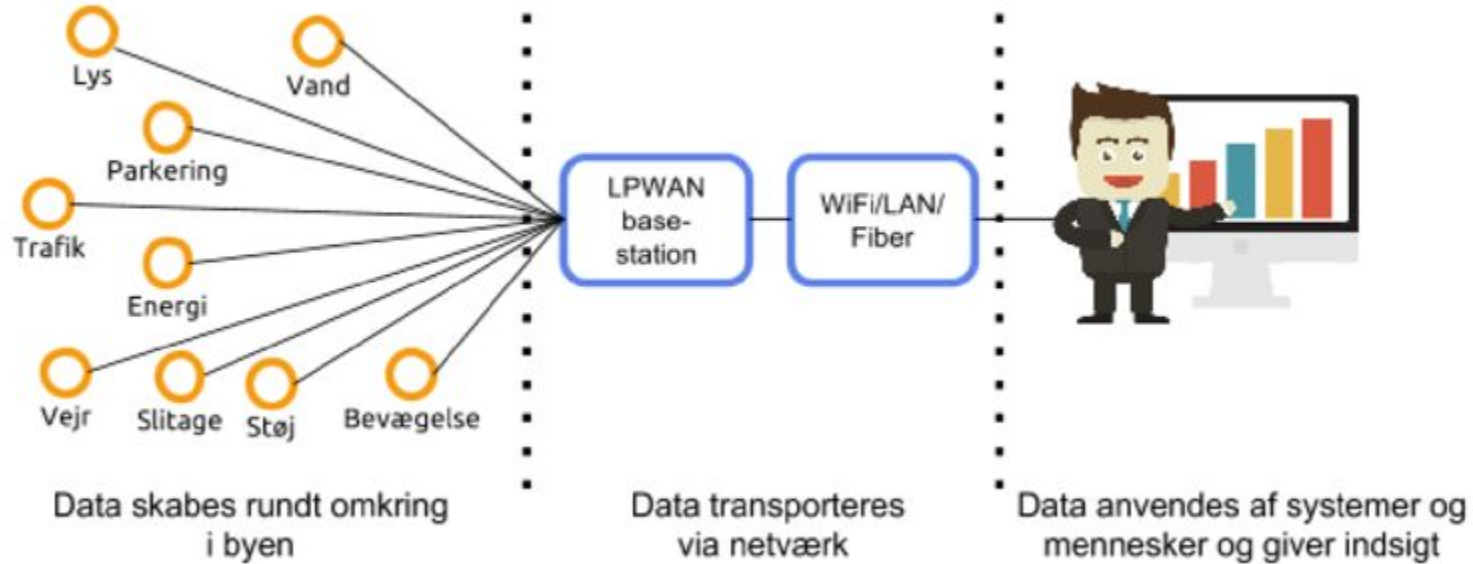 Lys
Vand
Parkering
Trafik
Energi
Vejr
Slitage
Støj
Bevægelse
LPWAN
base-
station
WiFi/LAN/
Fiber
Data skabes rundt omkring
i byen
Data transporteres
via netværk
Data anvendes af systemer og
mennesker og giver indsigt